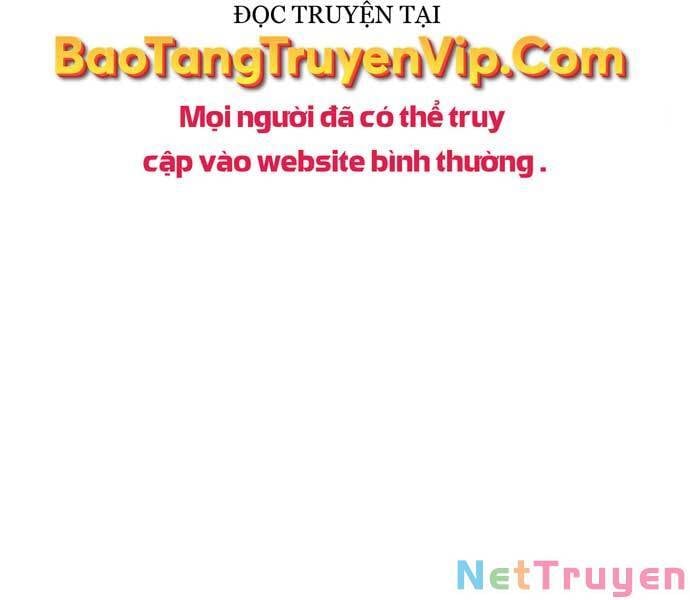 ĐỌC TRUYỆN TẠI
BaoTangTruyenVip.Com
Mọi người đã có thể truy
cập vào website bình thường .
NetTruyen